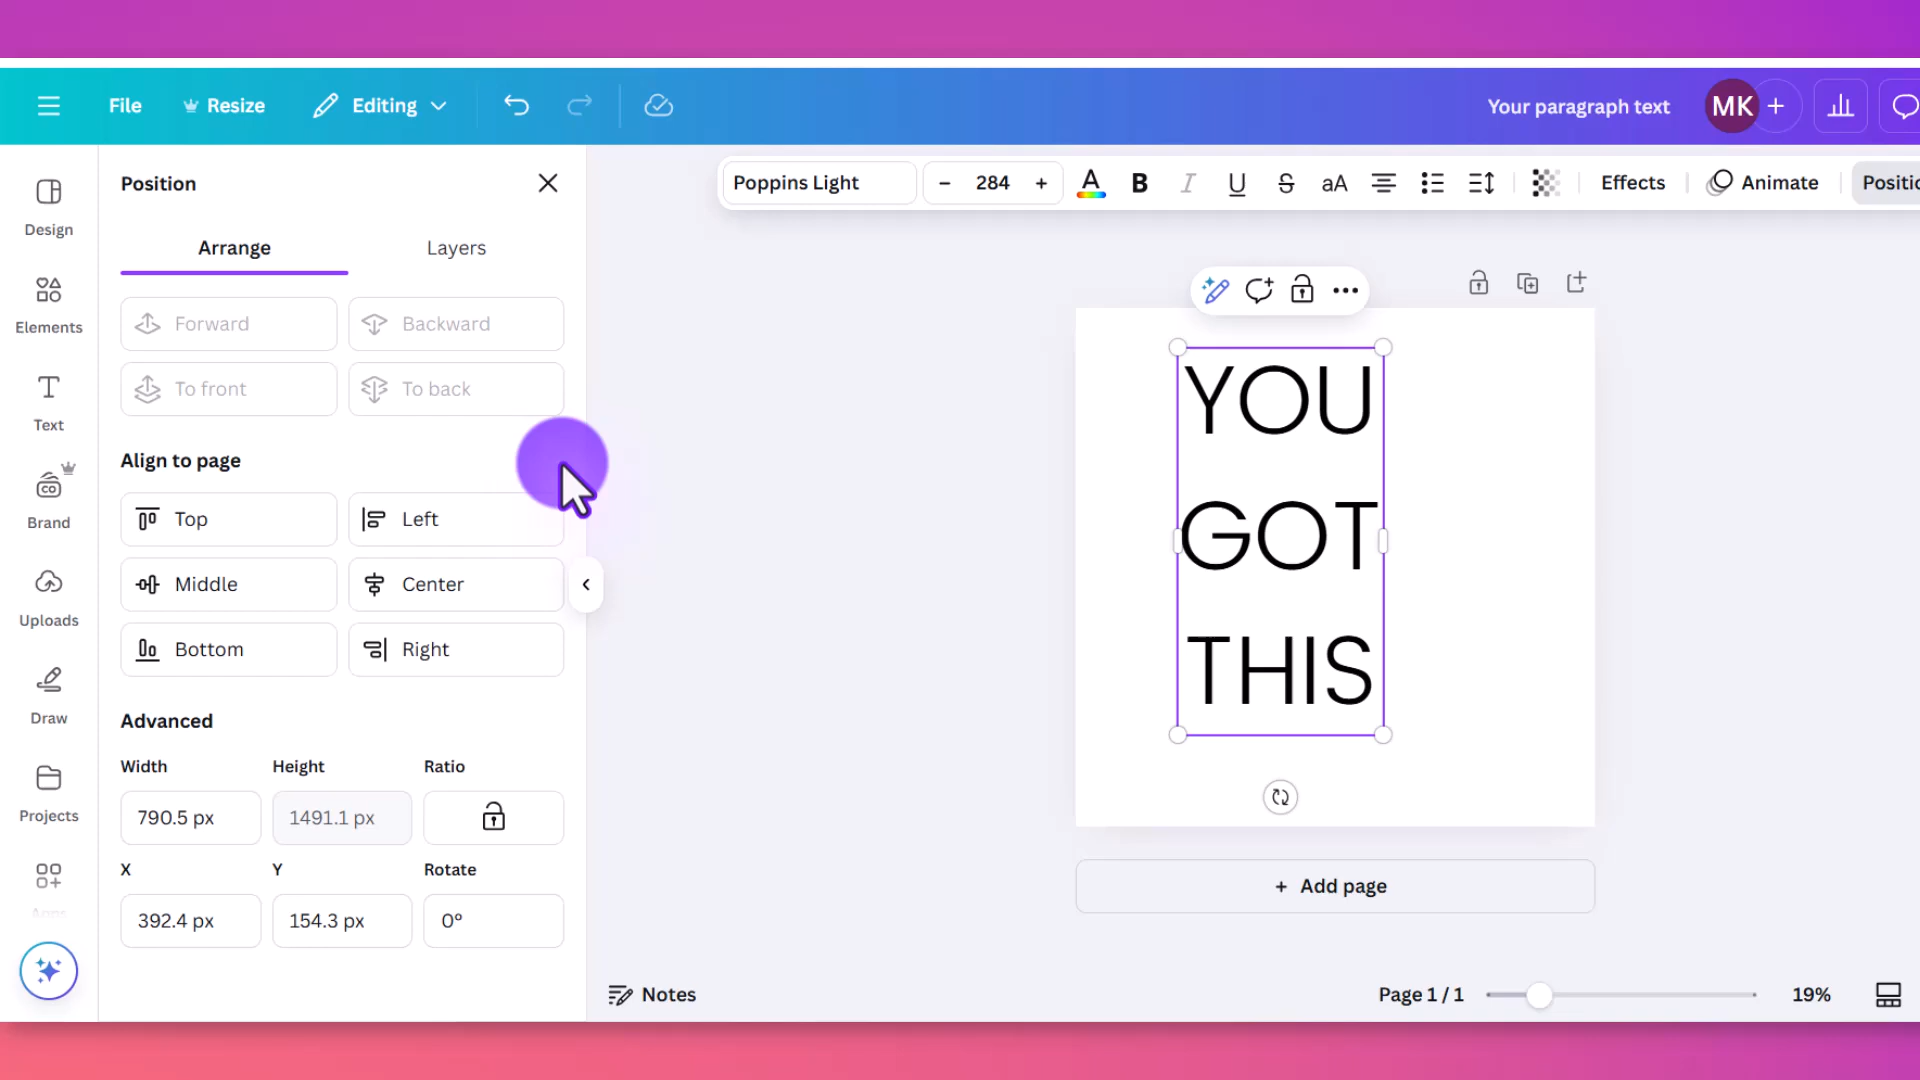 File
Resize
Editing
Your paragraph text
MK
Design
Elements
Text
Brand
Uploads
Draw
Projects
Apps
Position
Arrange
Layers
Forward
Backward
To front
To back
Align to page
Top
Left
Middle
Center
Bottom
Right
Advanced
Width
Height
Ratio
790.5 px
1491.1 px
X
Y
Rotate
392.4 px
154.3 px
0°
Poppins Light
– 284 +
A
B
I
U
S
aA
Effects
Animate
Positio
YOU
GOT
THIS
+ Add page
Notes
Page 1 / 1
19%